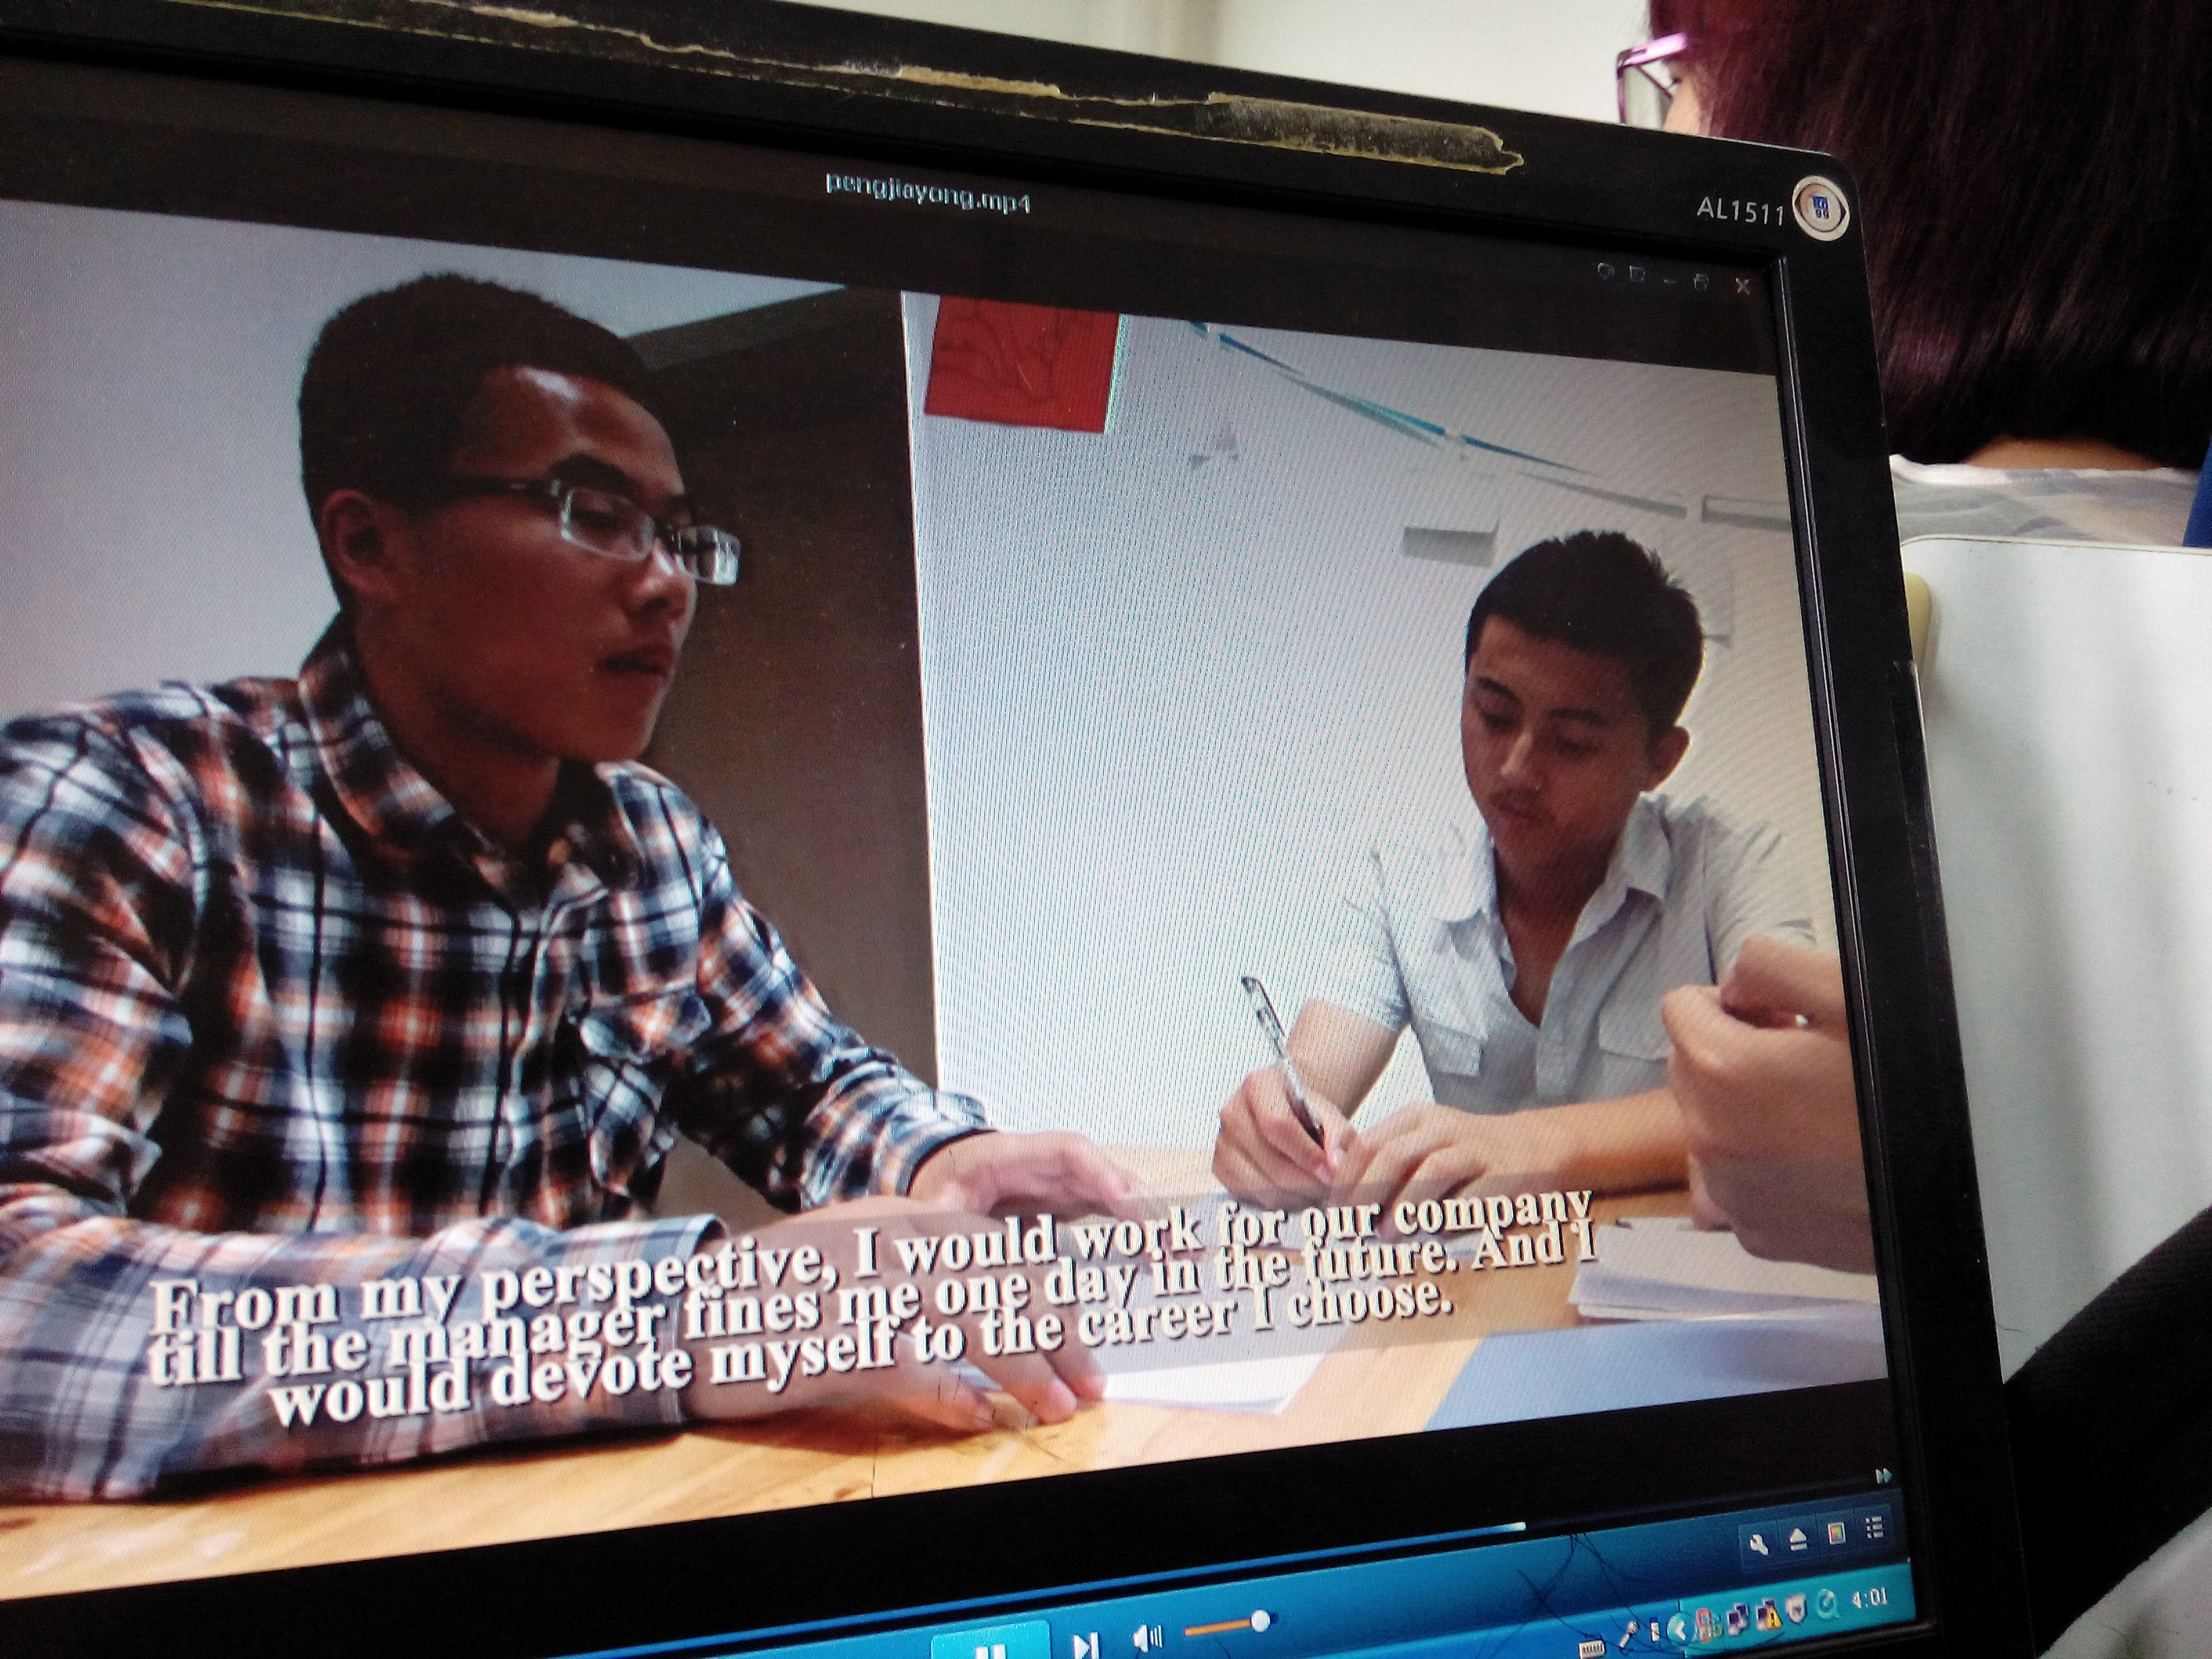 pengjiayong.mp4
AL1511
From my perspective, I would work for our company
till the manager fines me one day in the future. And I
would devote myself to the career I choose.
4:01